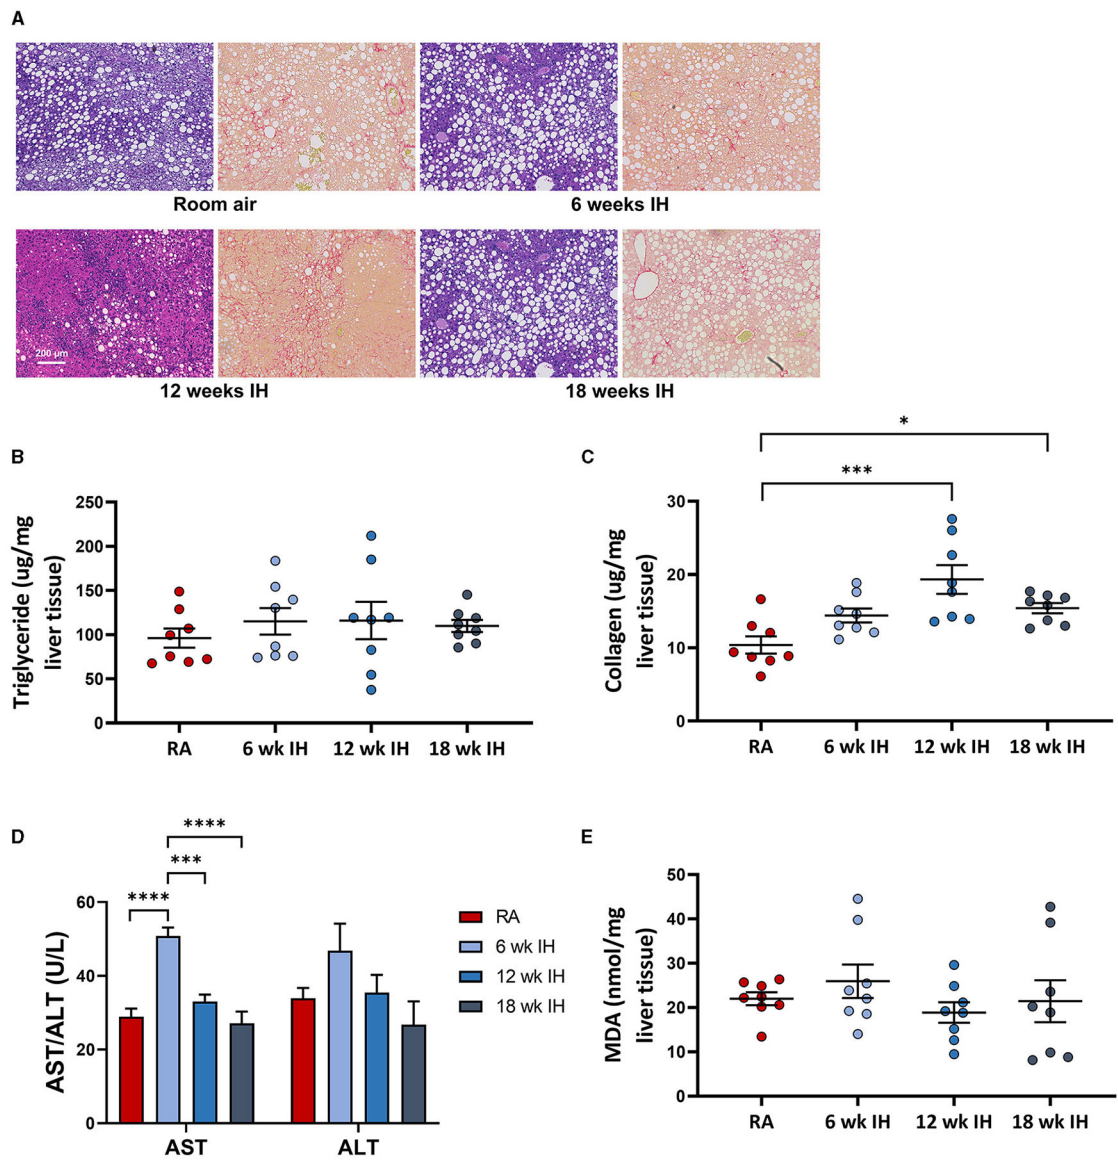 A
Room air
6 weeks IH
200 µm
12 weeks IH
18 weeks IH
B
Triglyceride (ug/mg
liver tissue)
250
200
150
100
50
0
RA
6 wk IH
12 wk IH
18 wk IH
C
*
***
Collagen (ug/mg
liver tissue)
30
20
10
0
RA
6 wk IH
12 wk IH
18 wk IH
D
****
***
****
AST/ALT (U/L)
60
40
20
0
AST
ALT
RA
6 wk IH
12 wk IH
18 wk IH
E
MDA (nmol/mg
liver tissue)
50
40
30
20
10
0
RA
6 wk IH
12 wk IH
18 wk IH